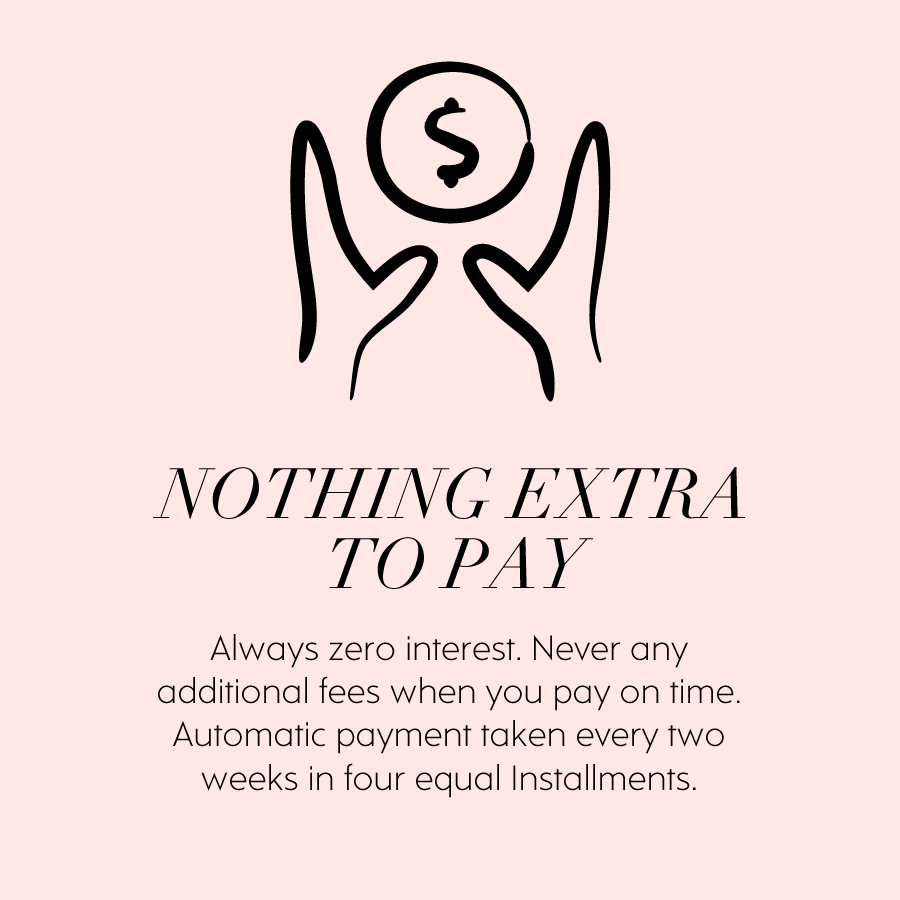 $
NOTHING EXTRA
TO PAY
Always zero interest. Never any
additional fees when you pay on time.
Automatic payment taken every two
weeks in four equal Installments.